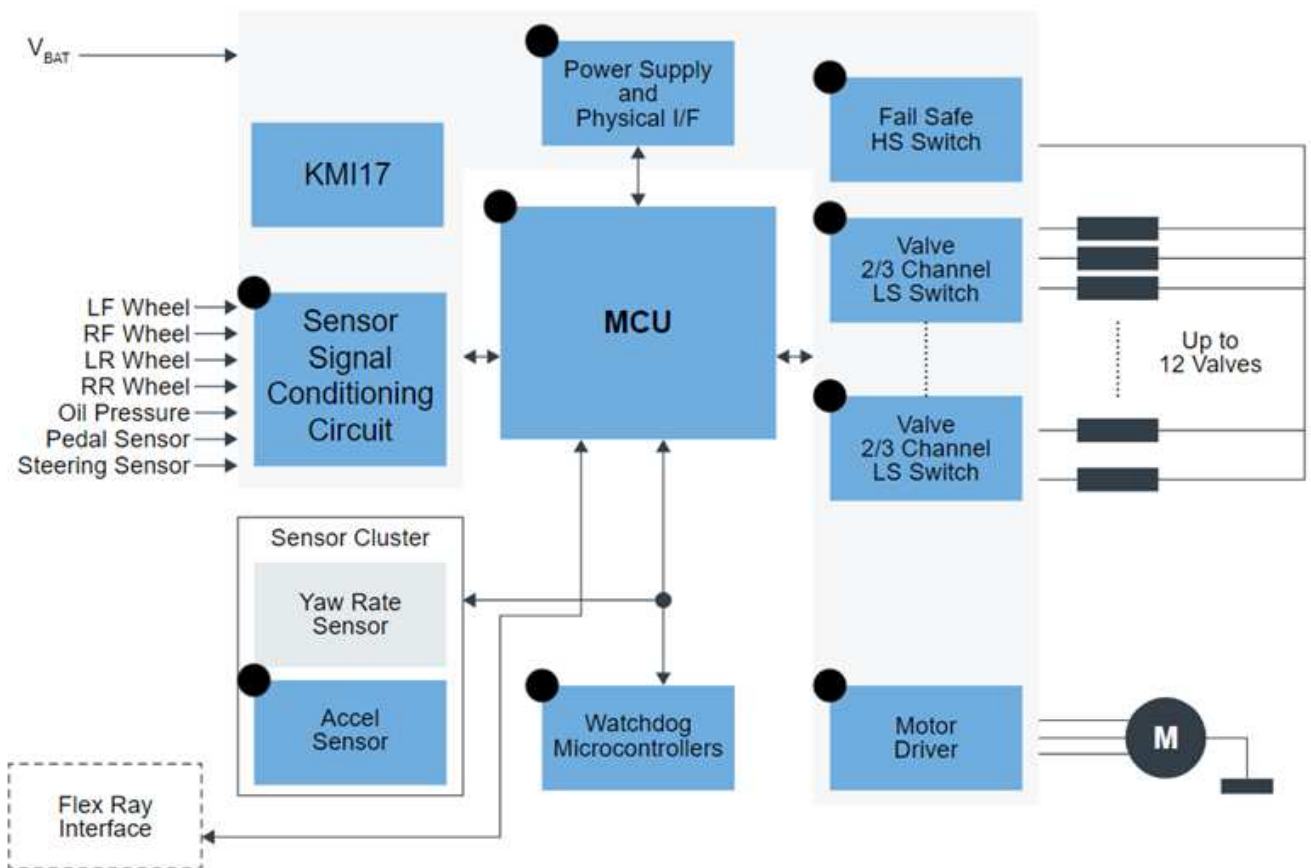 V_BAT
Power Supply
and
Physical I/F
Fail Safe
HS Switch
KMI17
MCU
Valve
2/3 Channel
LS Switch
LF Wheel
RF Wheel
LR Wheel
RR Wheel
Oil Pressure
Pedal Sensor
Steering Sensor
Sensor
Signal
Conditioning
Circuit
Up to
12 Valves
Valve
2/3 Channel
LS Switch
Sensor Cluster
Yaw Rate
Sensor
Accel
Sensor
Watchdog
Microcontrollers
Motor
Driver
M
Flex Ray
Interface